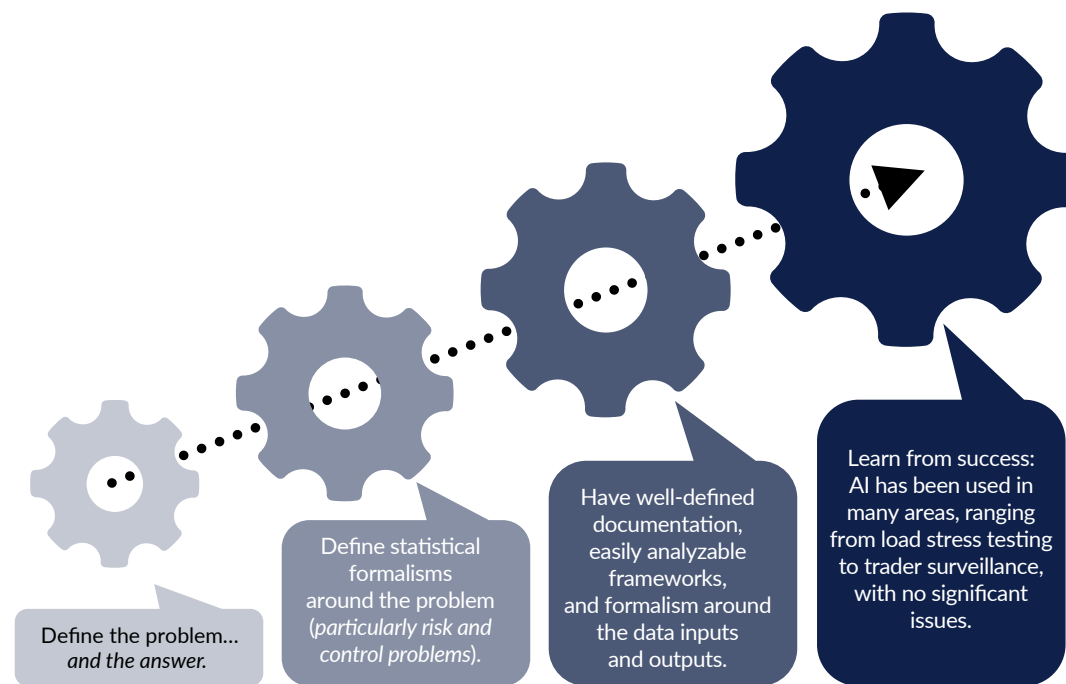 Define the problem...
and the answer.
Define statistical
formalisms
around the problem
(particularly risk and
control problems).
Have well-defined
documentation,
easily analyzable
frameworks,
and formalism around
the data inputs
and outputs.
Learn from success:
AI has been used in
many areas, ranging
from load stress testing
to trader surveillance,
with no significant
issues.